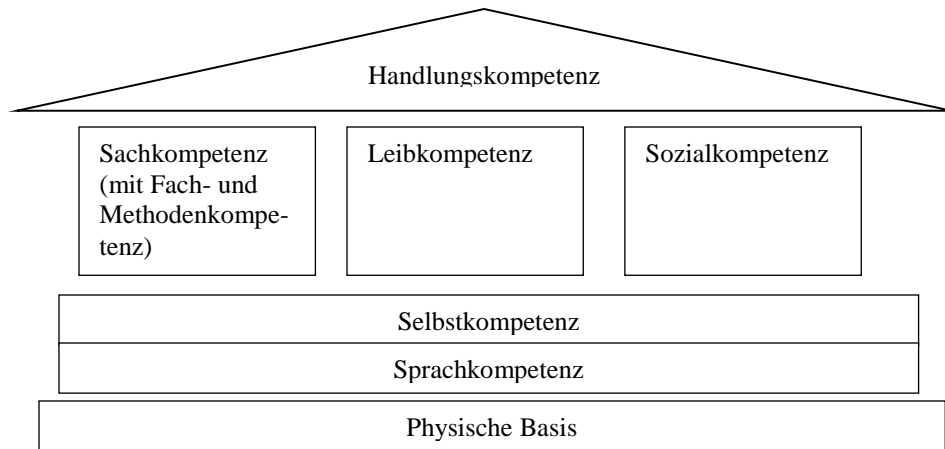 Handlungskompetenz
Sachkompetenz
(mit Fach- und
Methodenkompe-
tenz)
Leibkompetenz
Sozialkompetenz
Selbstkompetenz
Sprachkompetenz
Physische Basis